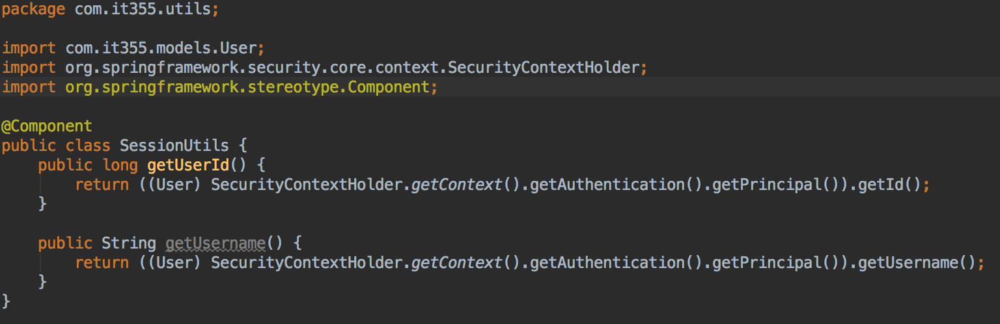 package com.it355.utils;
import com.it355.models.User;
import org.springframework.security.core.context.SecurityContextHolder;
import org.springframework.stereotype.Component;
@Component
public class SessionUtils {
    public long getUserId() {
        return ((User) SecurityContextHolder.getContext().getAuthentication().getPrincipal()).getId();
    }
    public String getUsername() {
        return ((User) SecurityContextHolder.getContext().getAuthentication().getPrincipal()).getUsername();
    }
}